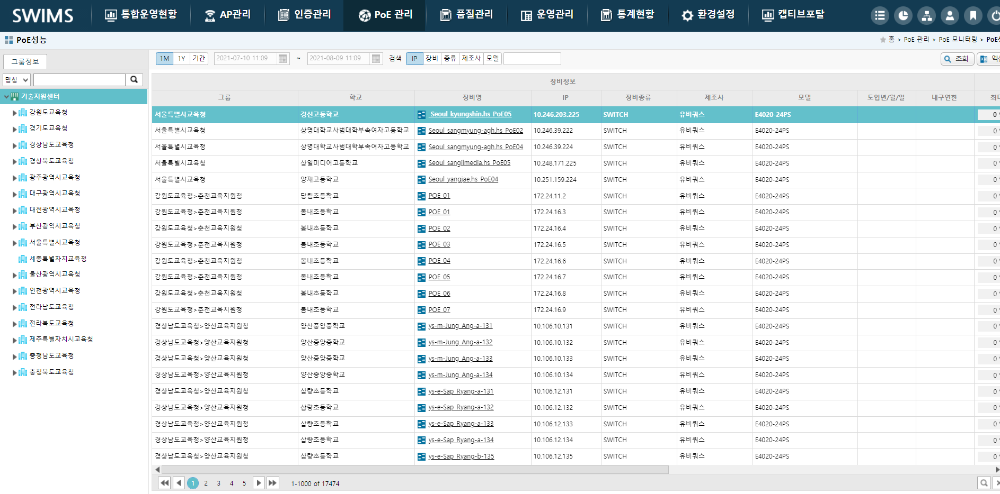 SWIMS 통합운영현황 AP관리 인증관리 PoE 관리 품질관리 운영관리 통계현황 환경설정 캡티브포탈
PoE성능 홈 > PoE 관리 > PoE 모니터링 >
그룹정보 1M 1Y 기간 2021-07-10 11:09 ~ 2021-08-09 11:09 검색 IP 장비 종류 제조사 모델 조회
명칭
기술지원센터
강원도교육청
경기도교육청
경상남도교육청
경상북도교육청
광주광역시교육청
대구광역시교육청
대전광역시교육청
부산광역시교육청
서울특별시교육청
세종특별자치교육청
울산광역시교육청
인천광역시교육청
전라남도교육청
전라북도교육청
제주특별자치시교육청
충청남도교육청
충청북도교육청
장비정보
그룹 학교 장비명 IP 장비종류 제조사 모델 도입년/월/일 내구연한
서울특별시교육청 경신고등학교 Seoul_kyungshin.hs_PoE05 10.246.203.225 SWITCH 유비쿼스 E4020-24PS 0
서울특별시교육청 상명대학교사범대학부속여자고등학교 Seoul_sangmyung-agh.hs_PoE02 10.246.39.222 SWITCH 유비쿼스 E4020-24PS 0
서울특별시교육청 상명대학교사범대학부속여자고등학교 Seoul_sangmyung-agh.hs_PoE04 10.246.39.224 SWITCH 유비쿼스 E4020-24PS 0
서울특별시교육청 상일미디어고등학교 Seoul_sangilmedia.hs_PoE05 10.248.171.225 SWITCH 유비쿼스 E4020-24PS 0
서울특별시교육청 양재고등학교 Seoul_yangjae.hs_PoE04 10.251.159.224 SWITCH 유비쿼스 E4020-24PS 0
강원도교육청>춘천교육지원청 당림초등학교 POE_01 172.24.11.2 SWITCH 유비쿼스 E4020-24PS 0
강원도교육청>춘천교육지원청 봄내초등학교 POE_01 172.24.16.3 SWITCH 유비쿼스 E4020-24PS 0
강원도교육청>춘천교육지원청 봄내초등학교 POE_02 172.24.16.4 SWITCH 유비쿼스 E4020-24PS 0
강원도교육청>춘천교육지원청 봄내초등학교 POE_03 172.24.16.5 SWITCH 유비쿼스 E4020-24PS 0
강원도교육청>춘천교육지원청 봄내초등학교 POE_04 172.24.16.6 SWITCH 유비쿼스 E4020-24PS 0
강원도교육청>춘천교육지원청 봄내초등학교 POE_05 172.24.16.7 SWITCH 유비쿼스 E4020-24PS 0
강원도교육청>춘천교육지원청 봄내초등학교 POE_06 172.24.16.8 SWITCH 유비쿼스 E4020-24PS 0
강원도교육청>춘천교육지원청 봄내초등학교 POE_07 172.24.16.9 SWITCH 유비쿼스 E4020-24PS 0
경상남도교육청>양산교육지원청 양산중앙중학교 ys-m-Jung_Ang-a-131 10.106.10.131 SWITCH 유비쿼스 E4020-24PS 0
경상남도교육청>양산교육지원청 양산중앙중학교 ys-m-Jung_Ang-a-132 10.106.10.132 SWITCH 유비쿼스 E4020-24PS 0
경상남도교육청>양산교육지원청 양산중앙중학교 ys-m-Jung_Ang-a-133 10.106.10.133 SWITCH 유비쿼스 E4020-24PS 0
경상남도교육청>양산교육지원청 양산중앙중학교 ys-m-Jung_Ang-a-134 10.106.10.134 SWITCH 유비쿼스 E4020-24PS 0
경상남도교육청>양산교육지원청 삽량초등학교 ys-e-Sap_Ryang-a-131 10.106.12.131 SWITCH 유비쿼스 E4020-24PS 0
경상남도교육청>양산교육지원청 삽량초등학교 ys-e-Sap_Ryang-a-132 10.106.12.132 SWITCH 유비쿼스 E4020-24PS 0
경상남도교육청>양산교육지원청 삽량초등학교 ys-e-Sap_Ryang-a-133 10.106.12.133 SWITCH 유비쿼스 E4020-24PS 0
경상남도교육청>양산교육지원청 삽량초등학교 ys-e-Sap_Ryang-a-134 10.106.12.134 SWITCH 유비쿼스 E4020-24PS 0
경상남도교육청>양산교육지원청 삽량초등학교 ys-e-Sap_Ryang-b-135 10.106.12.135 SWITCH 유비쿼스 E4020-24PS 0
1 2 3 4 5 1-1000 of 17474